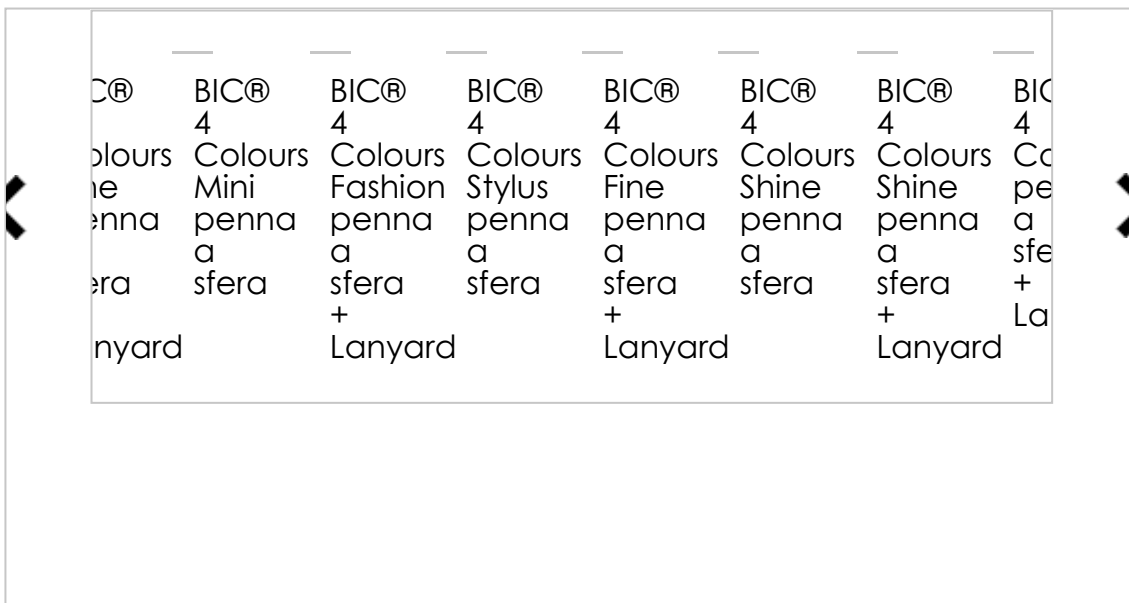 BIC®
4
Colours
Mini
penna
a
sfera
BIC®
4
Colours
Fashion
penna
a
sfera
+
Lanyard
BIC®
4
Colours
Stylus
penna
a
sfera
BIC®
4
Colours
Fine
penna
a
sfera
+
Lanyard
BIC®
4
Colours
Shine
penna
a
sfera
BIC®
4
Colours
Shine
penna
a
sfera
+
Lanyard
4
a
+